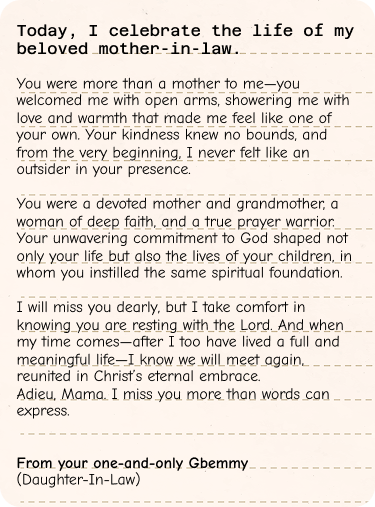 Today, I celebrate the life of my
beloved mother-in-law.
You were more than a mother to me—you
welcomed me with open arms, showing me with
love and warmth that made me feel like one of
your own. Your kindness knew no bounds, and
from the very beginning, I never felt like an
outsider in your presence.
You were a devoted mother and grandmother, a
woman of deep faith, and a true prayer warrior.
Your unwavering commitment to God shaped not
only your life but also the lives of your children, in
whom you instilled the same spiritual foundation.
I will miss you dearly, but I take comfort in
knowing you are resting with the Lord. And when
my time comes—after I too have lived a full and
meaningful life—I know we will meet again,
reunited in Christ's eternal embrace.
Adieu, Mama. I miss you more than words can
express.
From your one-and-only Gbemmy
(Daughter-In-Law)